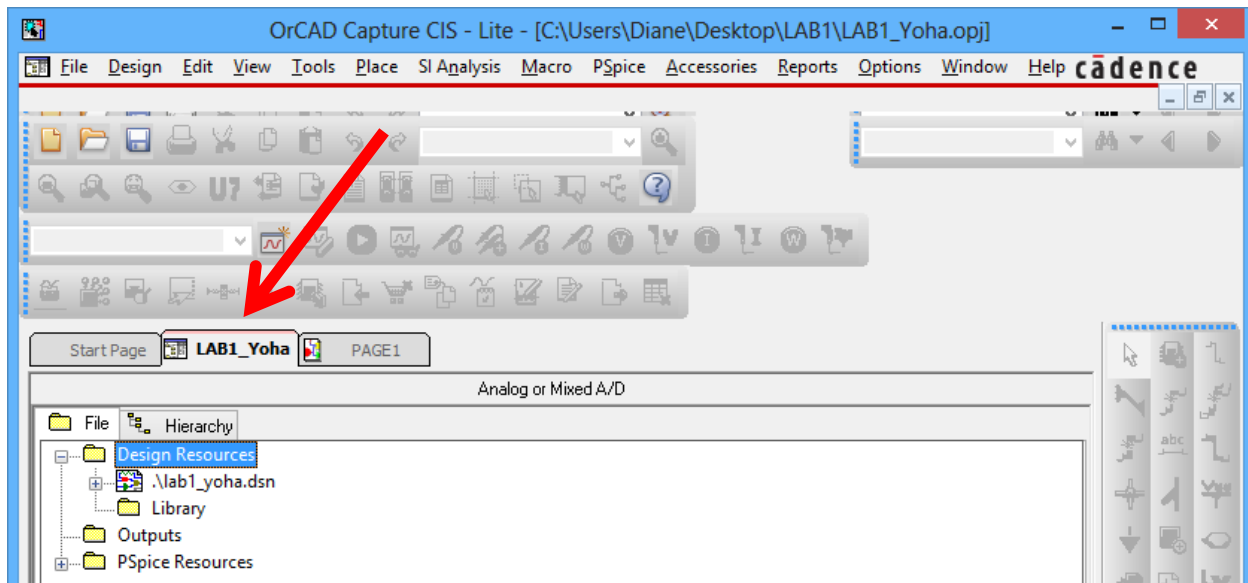 OrCAD Capture CIS - Lite - [C:\Users\Diane\Desktop\LAB1\LAB1_Yoha.opj]
File Design Edit View Tools Place SI Analysis Macro PSpice Accessories Reports Options Window Help cādence
U?
V V I I W
Start Page LAB1_Yoha PAGE1
Analog or Mixed A/D
File Hierarchy
Design Resources
.\lab1_yoha.dsn
abc
Library
Outputs
PSpice Resources